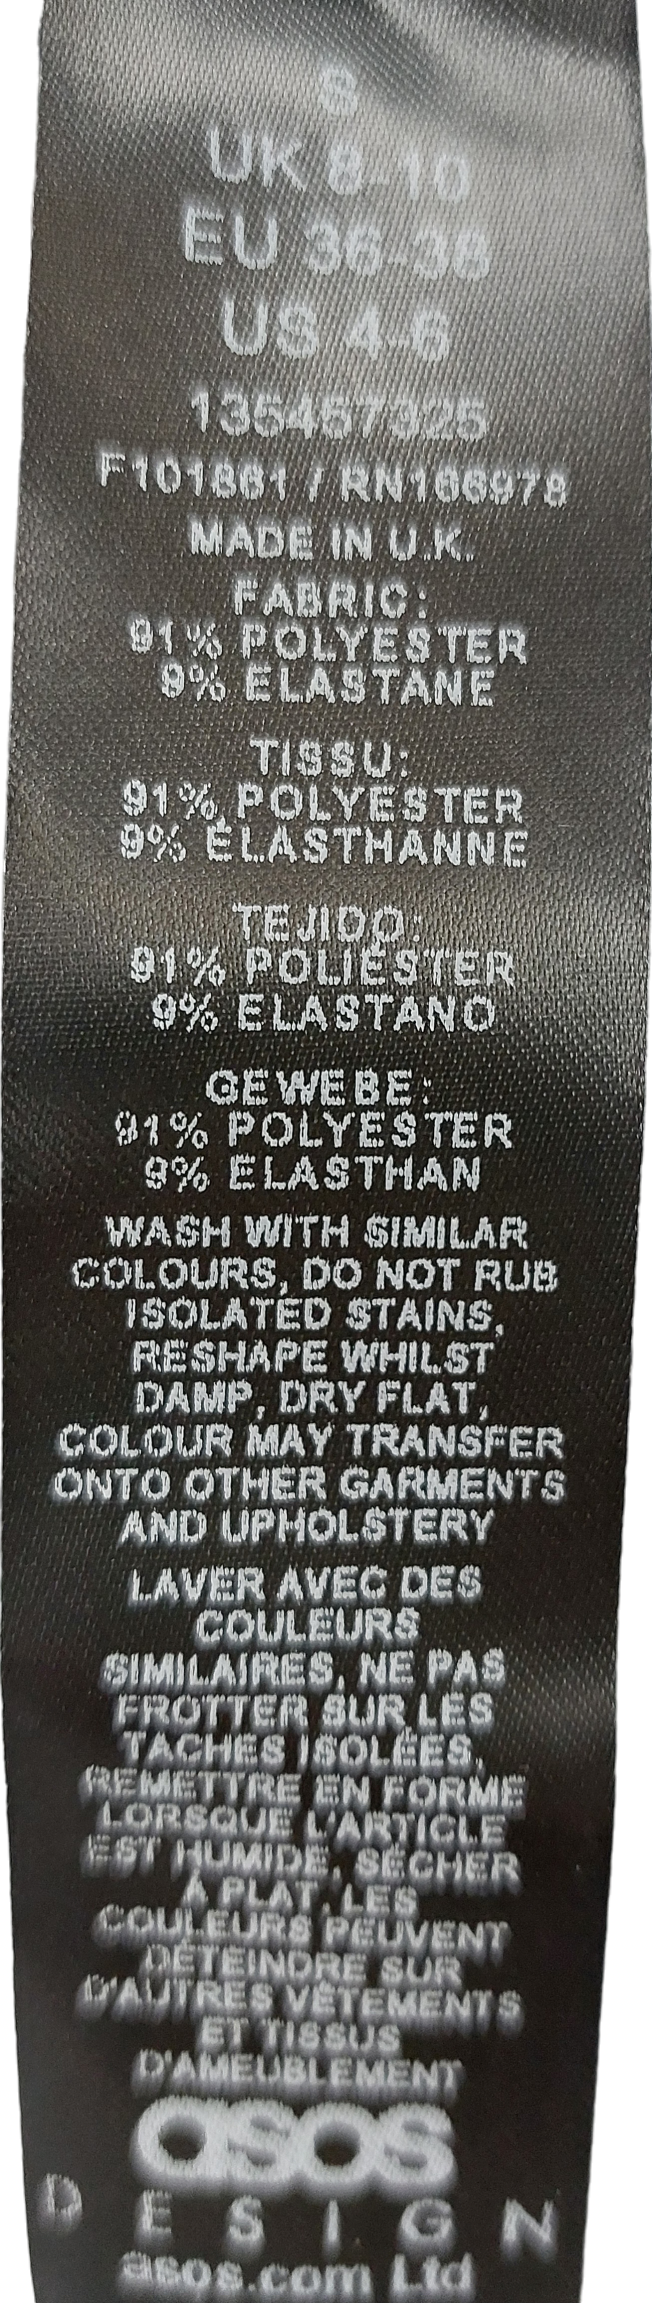 S
UK 8-10
EU 36-38
US 4-6
135457325
F101861 / RN166978
MADE IN U.K.
FABRIC:
91% POLYESTER
9% ELASTANE
TISSU:
91% POLYESTER
9% ÉLASTHANNE
TEJIDO:
91% POLIÉSTER
9% ELASTANO
GEWEBE:
91% POLYESTER
9% ELASTHAN
WASH WITH SIMILAR
COLOURS, DO NOT RUB
ISOLATED STAINS,
RESHAPE WHILST
DAMP, DRY FLAT,
COLOUR MAY TRANSFER
ONTO OTHER GARMENTS
AND UPHOLSTERY
LAVER AVEC DES
COULEURS
SIMILAIRES, NE PAS
FROTTER SUR LES
TACHES ISOLÉES,
REMETTRE EN FORME
LORSQUE L'ARTICLE
EST HUMIDE, SÉCHER
À PLAT, LES
COULEURS PEUVENT
DÉTEINDRE SUR
D'AUTRES VÊTEMENTS
ET TISSUS
D'AMEUBLEMENT
asos
DESIGN
asos.com Ltd